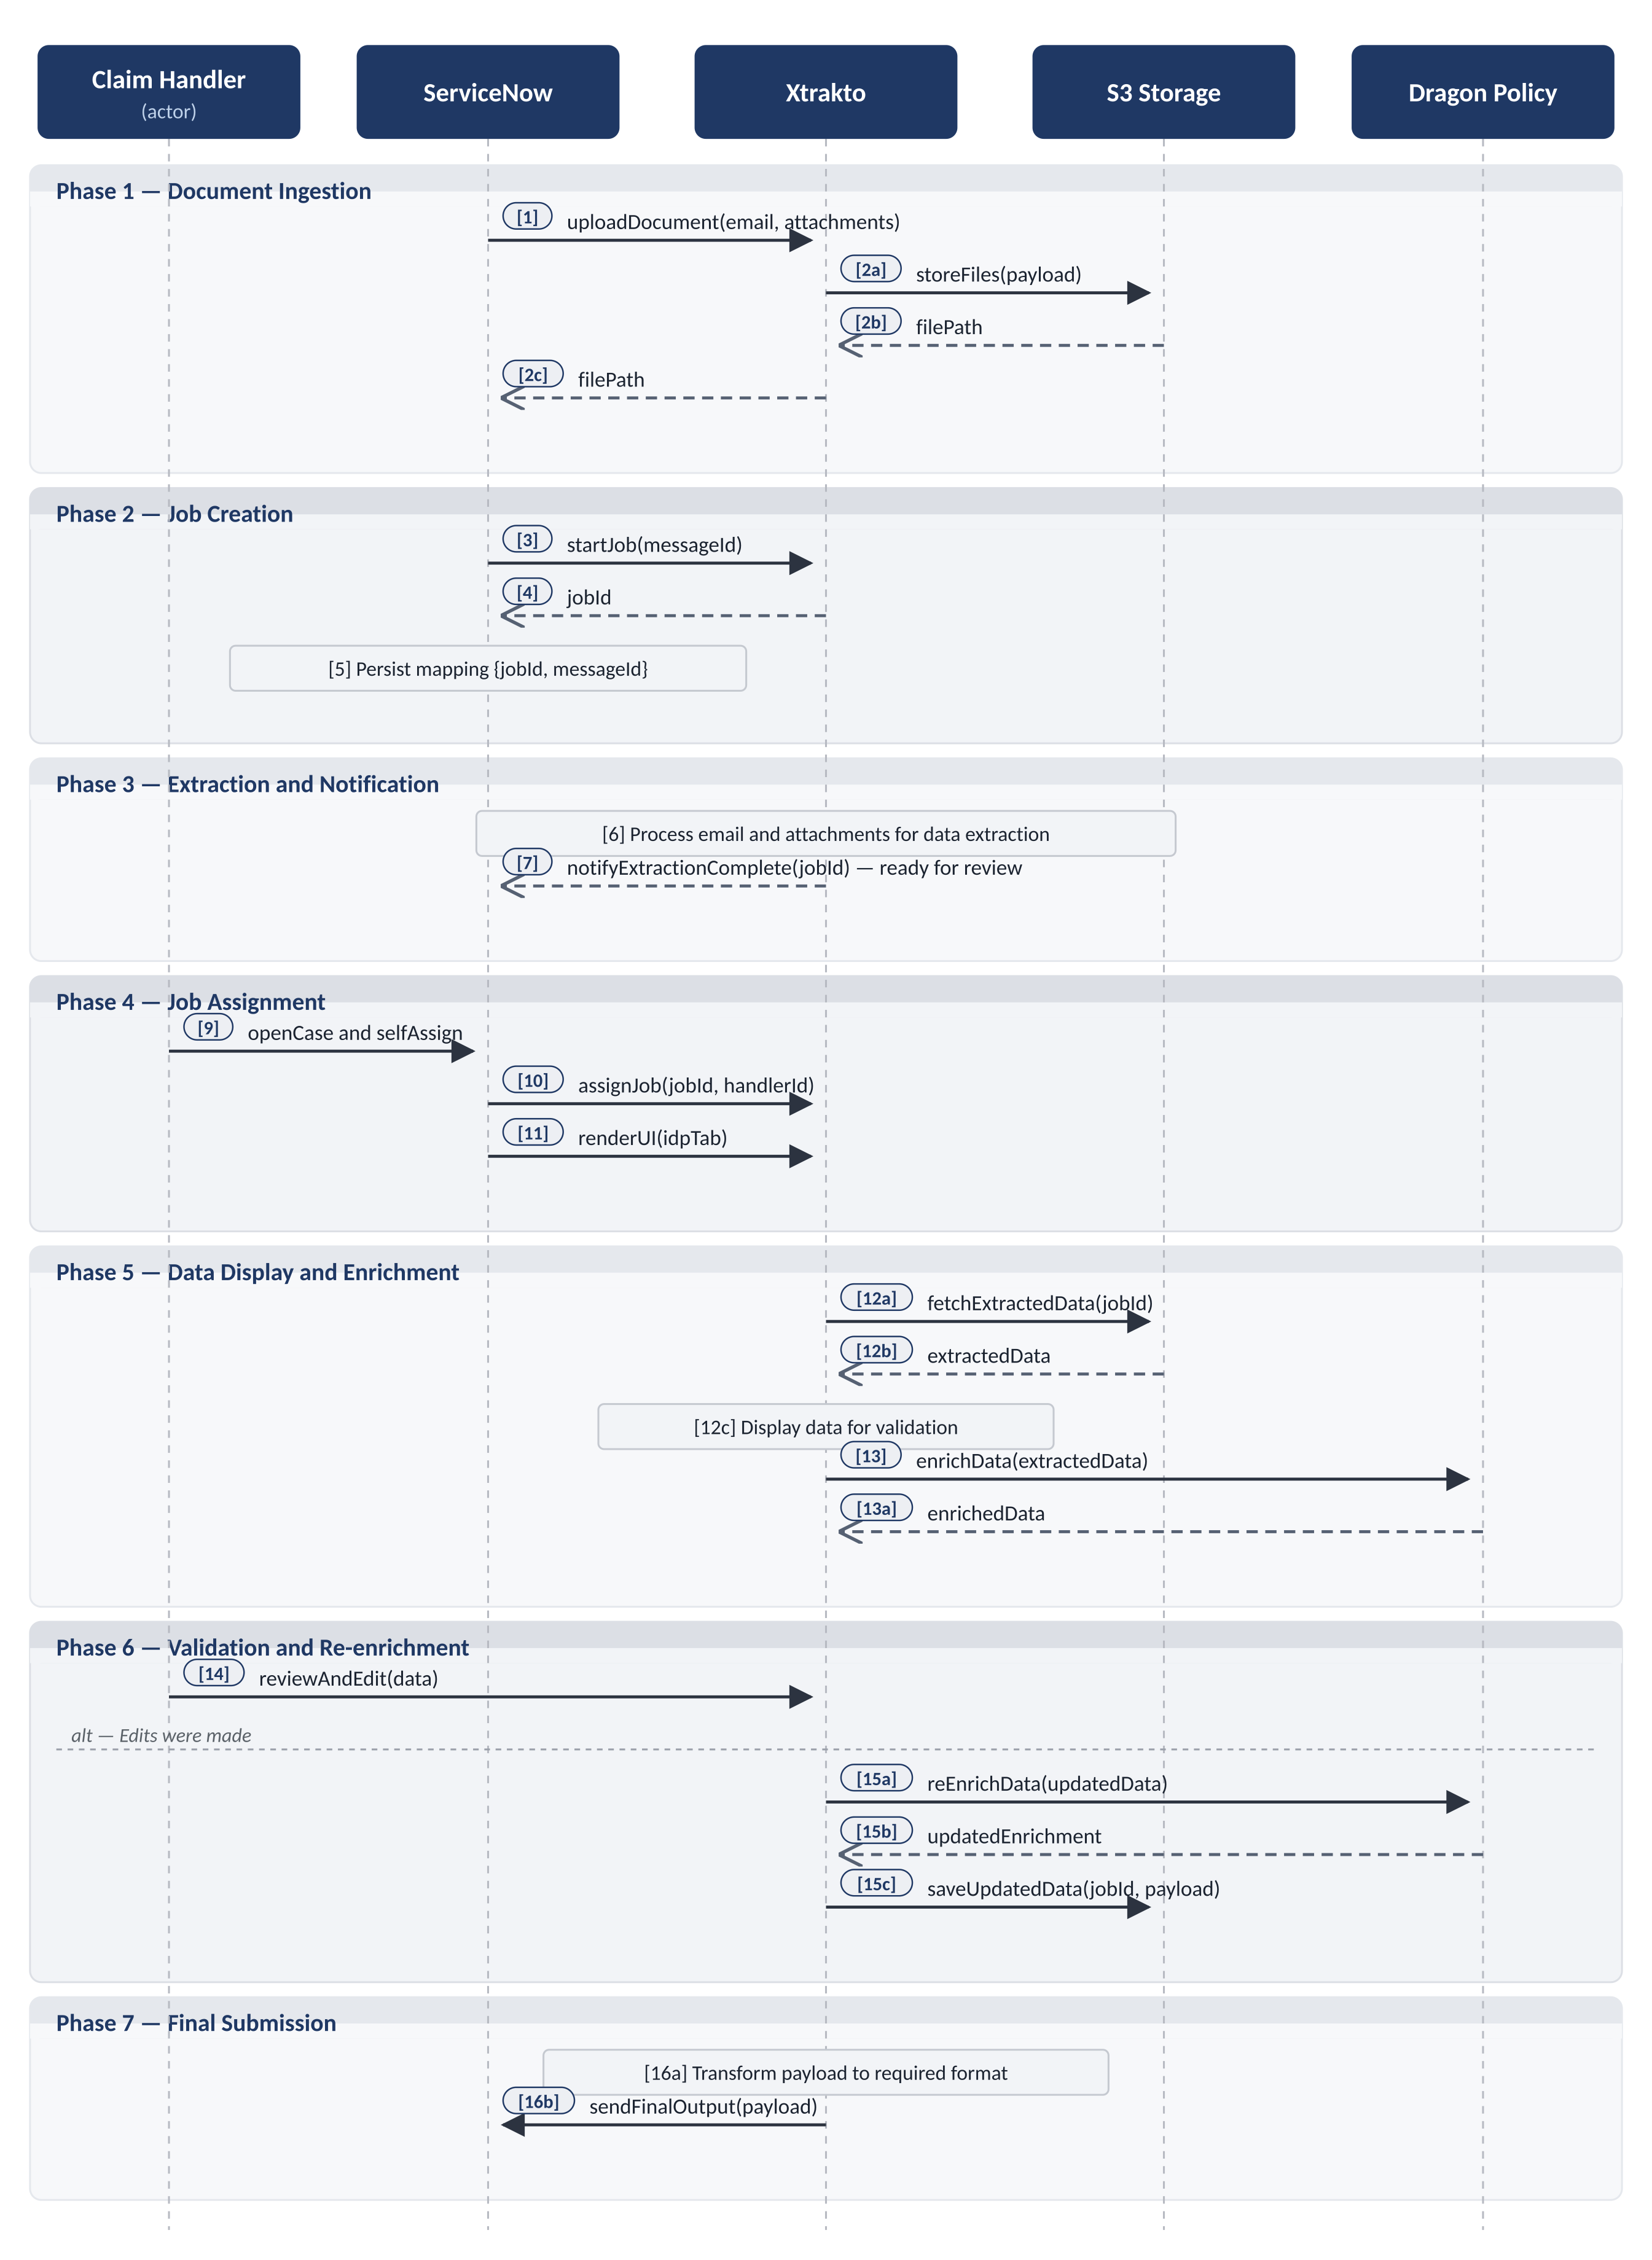 Claim Handler
(actor)
ServiceNow
Xtrakto
S3 Storage
Dragon Policy
Phase 1 — Document Ingestion
[1] uploadDocument(email, attachments)
[2a] storeFiles(payload)
[2b] filePath
[2c] filePath
Phase 2 — Job Creation
[3] startJob(messageId)
[4] jobId
[5] Persist mapping {jobId, messageId}
Phase 3 — Extraction and Notification
[6] Process email and attachments for data extraction
[7] notifyExtractionComplete(jobId) — ready for review
Phase 4 — Job Assignment
[9] openCase and selfAssign
[10] assignJob(jobId, handlerId)
[11] renderUI(idpTab)
Phase 5 — Data Display and Enrichment
[12a] fetchExtractedData(jobId)
[12b] extractedData
[12c] Display data for validation
[13] enrichData(extractedData)
[13a] enrichedData
Phase 6 — Validation and Re-enrichment
[14] reviewAndEdit(data)
alt — Edits were made
[15a] reEnrichData(updatedData)
[15b] updatedEnrichment
[15c] saveUpdatedData(jobId, payload)
Phase 7 — Final Submission
[16a] Transform payload to required format
[16b] sendFinalOutput(payload)